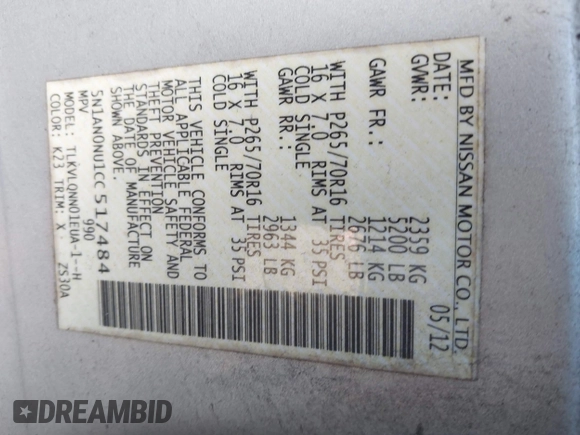 MFD BY NISSAN MOTOR CO., LTD.
DATE: 05/12
GVWR: 2359 KG
5200 LB
GAWR FR.: 1214 KG
2676 LB
WITH P265/70R16 TIRES
16 X 7.0 RIMS AT 35 PSI
COLD SINGLE
GAWR RR.: 1344 KG
2963 LB
WITH P265/70R16 TIRES
16 X 7.0 RIMS AT 35 PSI
COLD SINGLE
THIS VEHICLE CONFORMS TO
ALL APPLICABLE FEDERAL
MOTOR VEHICLE SAFETY AND
THEFT PREVENTION
STANDARDS IN EFFECT ON
THE DATE OF MANUFACTURE
SHOWN ABOVE.
5N1AN0NU1CC517484
MPV 990
MODEL: TLKVLQNN01EUA-1--H
COLOR: K23 TRIM: X ZS30A
DREAMBID